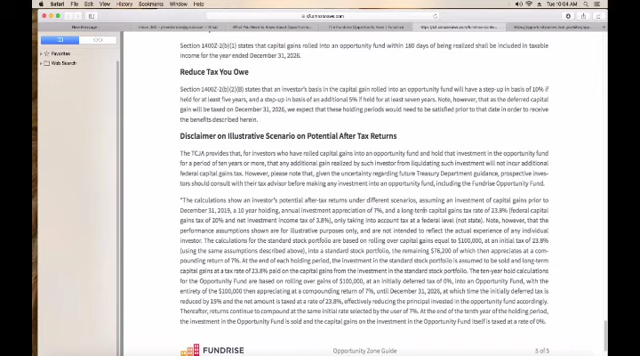 Safari File Edit View History Bookmarks Window Help
Tue 10:04 AM
Favorites
Web Search
Section 1400Z-2(b)(1) states that capital gains rolled into an opportunity fund within 180 days of being realized shall be included in taxable
income for the year ended December 31, 2026.
Reduce Tax You Owe
Section 1400Z-2(b)(2)(B) states that an investor's basis in the capital gain rolled into an opportunity fund will have a step-up in basis of 10% if
held for at least five years, and a step-up in basis of an additional 5% if held for at least seven years. Note, however, that as the deferred capital
gain will be taxed on December 31, 2026, we expect that these holding periods would need to be satisfied prior to that date in order to receive
the benefits described herein.
Disclaimer on Illustrative Scenario on Potential After Tax Returns
The TCJA provides that, for investors who have rolled capital gains into an opportunity fund and hold that investment in the opportunity fund
for a period of ten years or more, that any additional gain realized by such investor from liquidating such investment will not incur additional
federal capital gains tax. However, please note that, given the uncertainty regarding future Treasury Department guidance, prospective inves-
tors should consult with their tax advisor before making any investment into an opportunity fund, including the Fundrise Opportunity Fund.
*The calculations show an investor's potential after-tax returns under different scenarios, assuming an investment of capital gains prior to
December 31, 2019, a 10 year holding, annual investment appreciation of 7%, and a long-term capital gains tax rate of 23.8% (federal capital
gains tax of 20% and net investment income tax of 3.8%), only taking into account tax at a federal level (not state). Note, however, that the
performance assumptions shown are for illustrative purposes only, and are not intended to reflect the actual experience of any individual
investor. The calculations for the standard stock portfolio are based on rolling over capital gains equal to $100,000, at an initial tax of 23.8%
(using the same assumptions described above), into a standard stock portfolio, the remaining $76,200 of which then appreciates at a com-
pounding return of 7%. At the end of each holding period, the investment in the standard stock portfolio is assumed to be sold and long-term
capital gains at a tax rate of 23.8% paid on the capital gains from the investment in the standard stock portfolio. The ten-year hold calculations
for the Opportunity Fund are based on rolling over gains of $100,000, at an initially deferred tax of 0%, into an Opportunity Fund, with the
entirety of the $100,000 then appreciating at a compounding return of 7%, until December 31, 2026, at which time the initially deferred tax is
reduced by 15% and the net amount is taxed at a rate of 23.8%, effectively reducing the principal invested in the opportunity fund accordingly.
Thereafter, returns continue to compound at the same initial rate selected by the user of 7%. At the end of the tenth year of the holding period,
the investment in the Opportunity Fund is sold and the capital gains on the investment in the Opportunity Fund itself is taxed at a rate of 0%.
FUNDRISE Opportunity Zone Guide 5 of 5